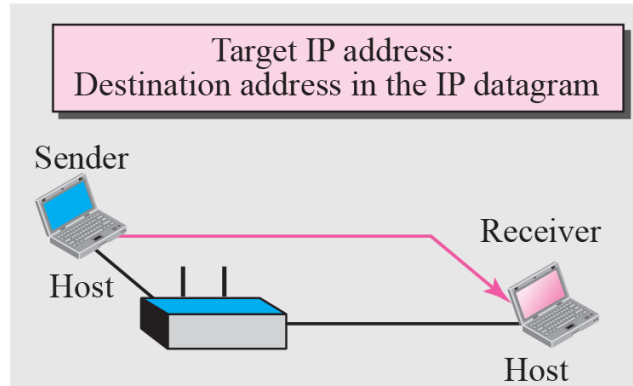 Target IP address:
Destination address in the IP datagram
Sender
Receiver
Host
Host